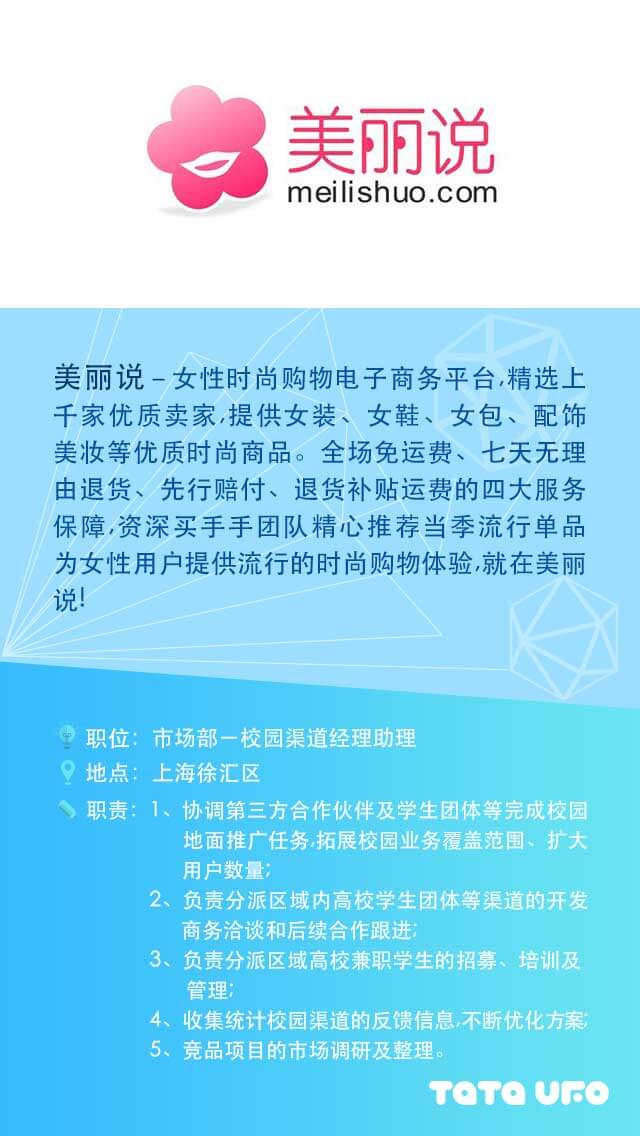 美丽说
meilishuo.com
美丽说 – 女性时尚购物电子商务平台,精选上
千家优质卖家,提供女装、女鞋、女包、配饰
美妆等优质时尚商品。全场免运费、七天无理
由退货、先行赔付、退货补贴运费的四大服务
保障,资深买手手团队精心推荐当季流行单品
为女性用户提供流行的时尚购物体验,就在美丽
说!
职位：市场部－校园渠道经理助理
地点：上海徐汇区
职责：1、协调第三方合作伙伴及学生团体等完成校园
地面推广任务,拓展校园业务覆盖范围、扩大
用户数量;
2、负责分派区域内高校学生团体等渠道的开发
商务洽谈和后续合作跟进;
3、负责分派区域高校兼职学生的招募、培训及
管理;
4、收集统计校园渠道的反馈信息,不断优化方案;
5、竞品项目的市场调研及整理。
TATA UFO